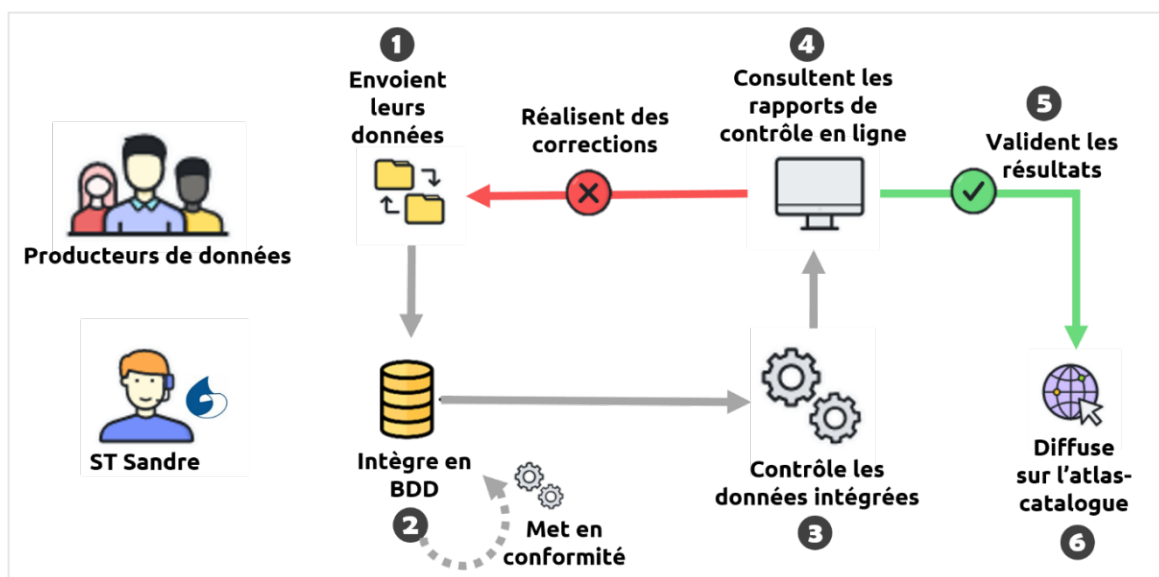 1
Envoient
leurs
données
Réalisent des
corrections
4
Consultent les
rapports de
contrôle en ligne
5
Valident les
résultats
Producteurs de données
ST Sandre
Intègre en
BDD
2
Met en
conformité
Contrôle les
données intégrées
3
Diffuse
sur l'atlas-
catalogue
6